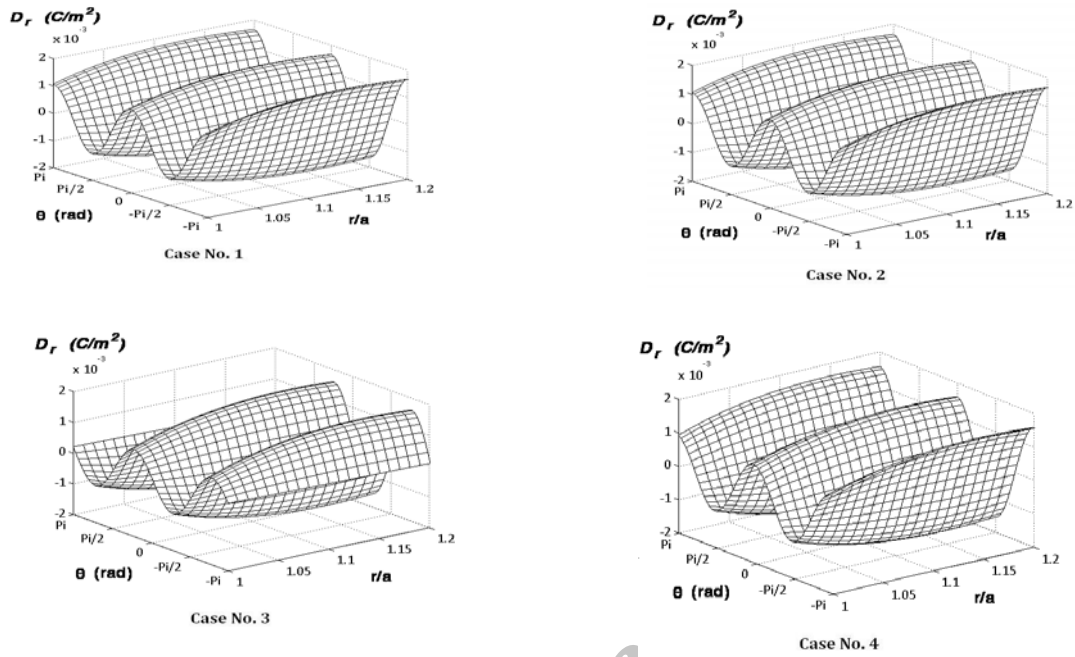 D_r (C/m²)
x 10⁻³
2
1
0
-1
-2
Pi
Pi/2
0
-Pi/2
-Pi
θ (rad)
1
1.05
1.1
1.15
1.2
r/a
Case No. 1
D_r (C/m²)
x 10⁻³
2
1
0
-1
-2
Pi
Pi/2
0
-Pi/2
-Pi
θ (rad)
1
1.05
1.1
1.15
1.2
r/a
Case No. 2
D_r (C/m²)
x 10⁻³
2
1
0
-1
-2
Pi
Pi/2
0
-Pi/2
-Pi
θ (rad)
1
1.05
1.1
1.15
1.2
r/a
Case No. 3
D_r (C/m²)
x 10⁻³
2
1
0
-1
-2
Pi
Pi/2
0
-Pi/2
-Pi
θ (rad)
1
1.05
1.1
1.15
1.2
r/a
Case No. 4